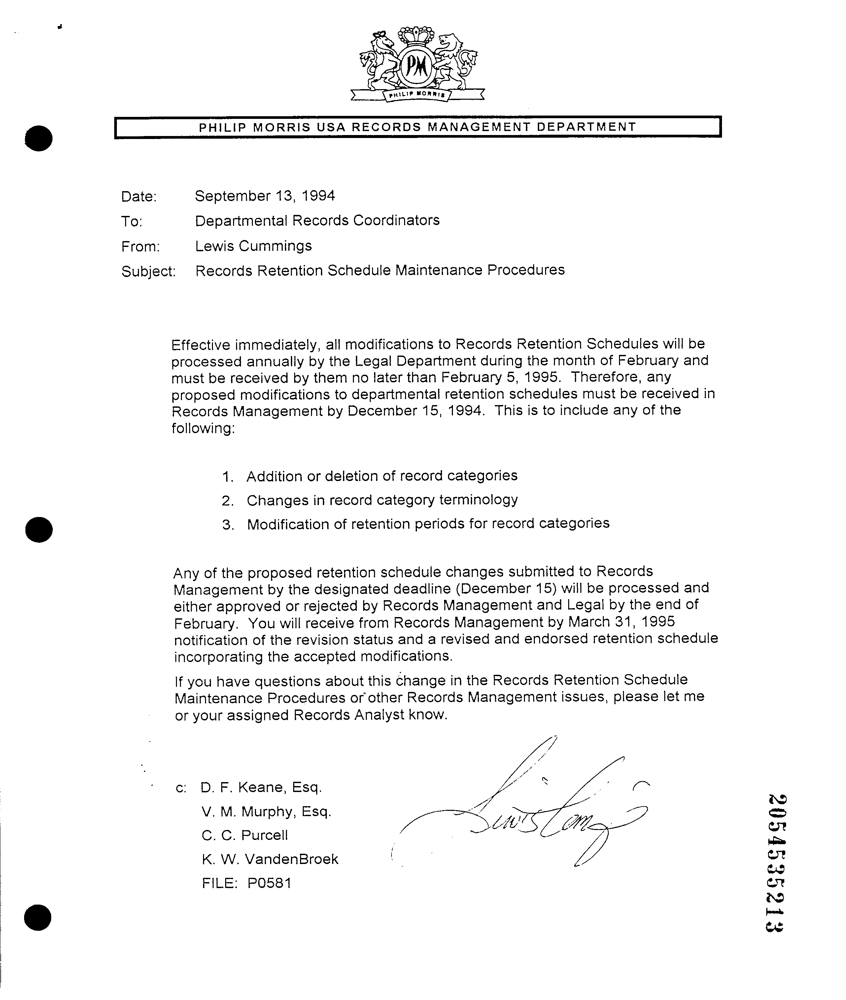 PM
PHILIP MORRIS
PHILIP MORRIS USA RECORDS MANAGEMENT DEPARTMENT
Date: September 13, 1994
To: Departmental Records Coordinators
From: Lewis Cummings
Subject: Records Retention Schedule Maintenance Procedures
Effective immediately, all modifications to Records Retention Schedules will be
processed annually by the Legal Department during the month of February and
must be received by them no later than February 5, 1995. Therefore, any
proposed modifications to departmental retention schedules must be received in
Records Management by December 15, 1994. This is to include any of the
following:
1. Addition or deletion of record categories
2. Changes in record category terminology
3. Modification of retention periods for record categories
Any of the proposed retention schedule changes submitted to Records
Management by the designated deadline (December 15) will be processed and
either approved or rejected by Records Management and Legal by the end of
February. You will receive from Records Management by March 31, 1995
notification of the revision status and a revised and endorsed retention schedule
incorporating the accepted modifications.
If you have questions about this change in the Records Retention Schedule
Maintenance Procedures or other Records Management issues, please let me
or your assigned Records Analyst know.
c: D. F. Keane, Esq.
V. M. Murphy, Esq.
C. C. Purcell
K. W. VandenBroek
FILE: P0581
2054535213